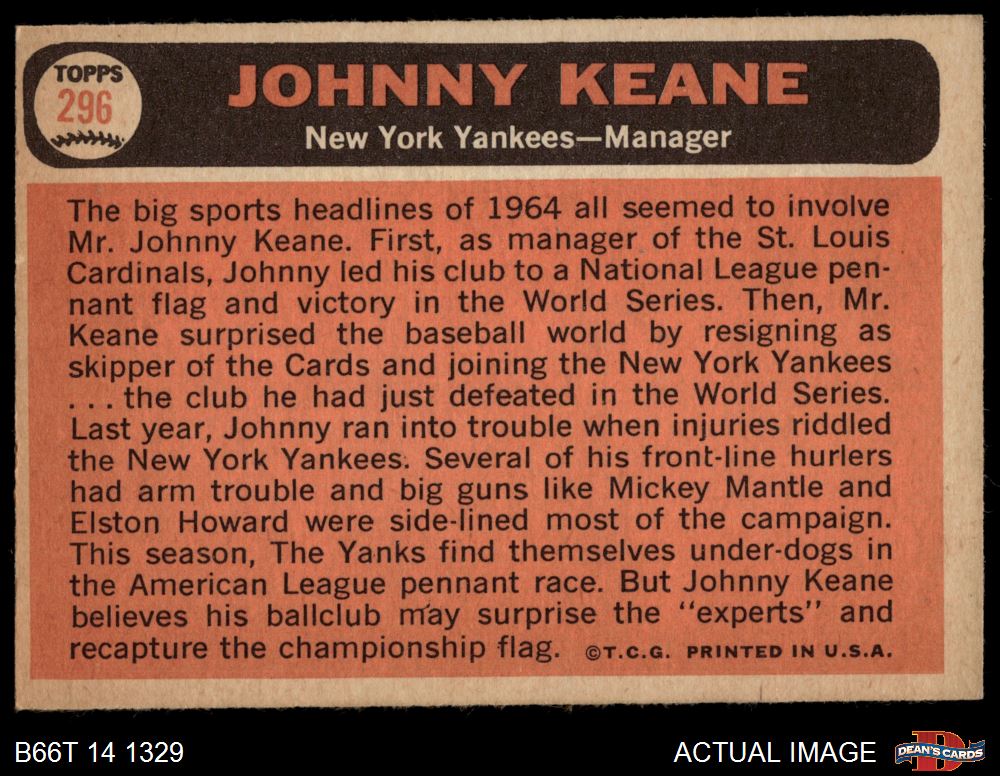 TOPPS
296
JOHNNY KEANE
New York Yankees—Manager
The big sports headlines of 1964 all seemed to involve
Mr. Johnny Keane. First, as manager of the St. Louis
Cardinals, Johnny led his club to a National League pen-
nant flag and victory in the World Series. Then, Mr.
Keane surprised the baseball world by resigning as
skipper of the Cards and joining the New York Yankees
...the club he had just defeated in the World Series.
Last year, Johnny ran into trouble when injuries riddled
the New York Yankees. Several of his front-line hurlers
had arm trouble and big guns like Mickey Mantle and
Elston Howard were side-lined most of the campaign.
This season, The Yanks find themselves under-dogs in
the American League pennant race. But Johnny Keane
believes his ballclub may surprise the "experts" and
recapture the championship flag. ©T.C.G. PRINTED IN U.S.A.
B66T 14 1329
ACTUAL IMAGE
DEAN'S CARDS